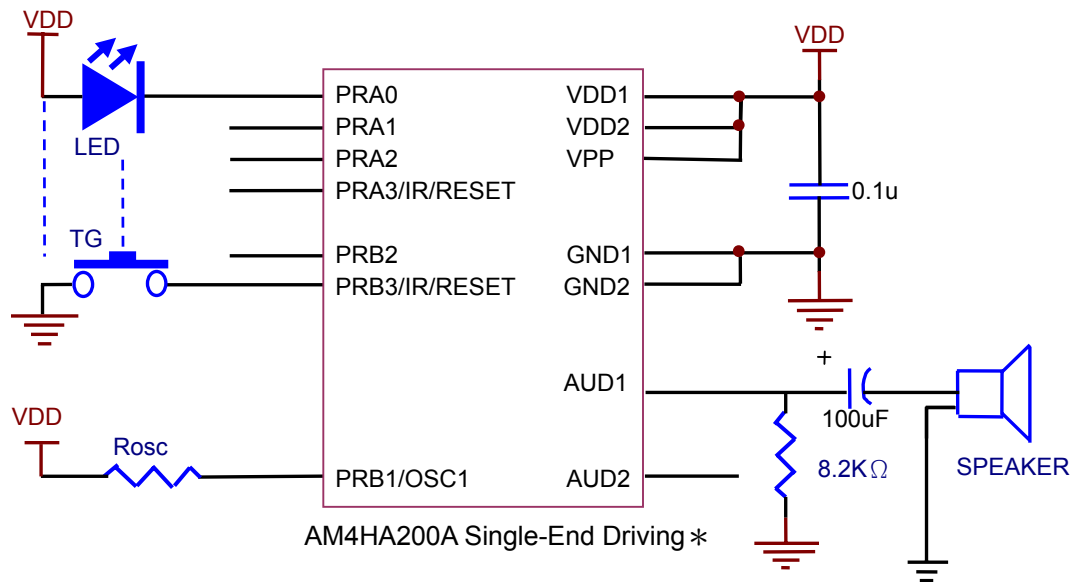 VDD
VDD
LED
PRA0
PRA1
PRA2
PRA3/IR/RESET
TG
PRB2
PRB3/IR/RESET
VDD
Rosc
PRB1/OSC1
VDD1
VDD2
VPP
0.1u
GND1
GND2
AUD1
+
100uF
8.2KΩ
SPEAKER
AUD2
AM4HA200A Single-End Driving *